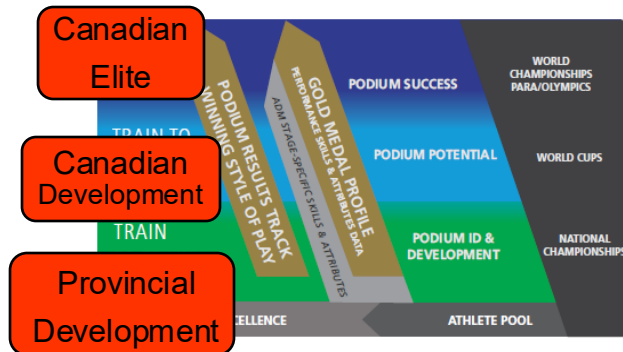 Canadian
Elite
Canadian
Development
Provincial
Development
TRAIN TO
TRAIN
PODIUM RESULTS TRACK
WINNING STYLE OF PLAY
GOLD MEDAL PROFILE
PERFORMANCE SKILLS & ATTRIBUTES DATA
ADM STAGE-SPECIFIC SKILLS & ATTRIBUTES
PODIUM SUCCESS
PODIUM POTENTIAL
PODIUM ID &
DEVELOPMENT
WORLD
CHAMPIONSHIPS
PARA/OLYMPICS
WORLD CUPS
NATIONAL
CHAMPIONSHIPS
CELLENCE
ATHLETE POOL